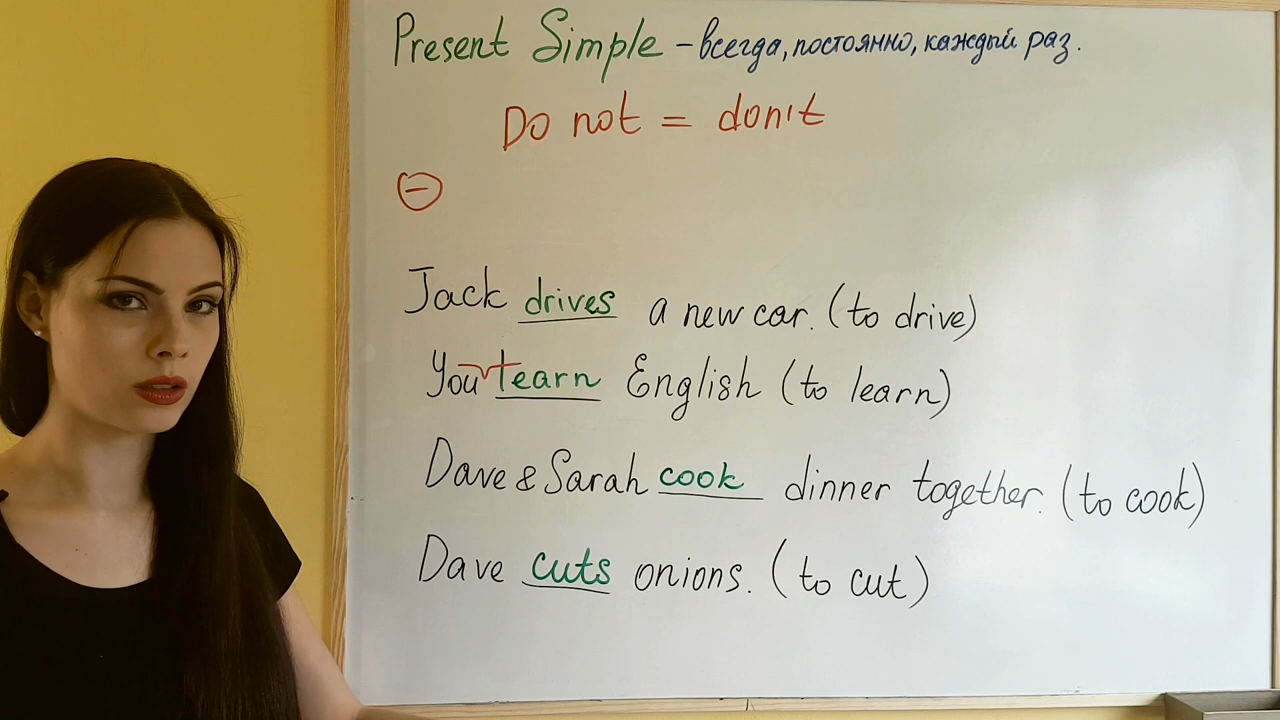 Present Simple – всегда, постоянно, каждый раз.
Do not = don't
⊖
Jack drives a new car. (to drive)
You learn English (to learn)
Dave & Sarah cook dinner together. (to cook)
Dave cuts onions. (to cut)